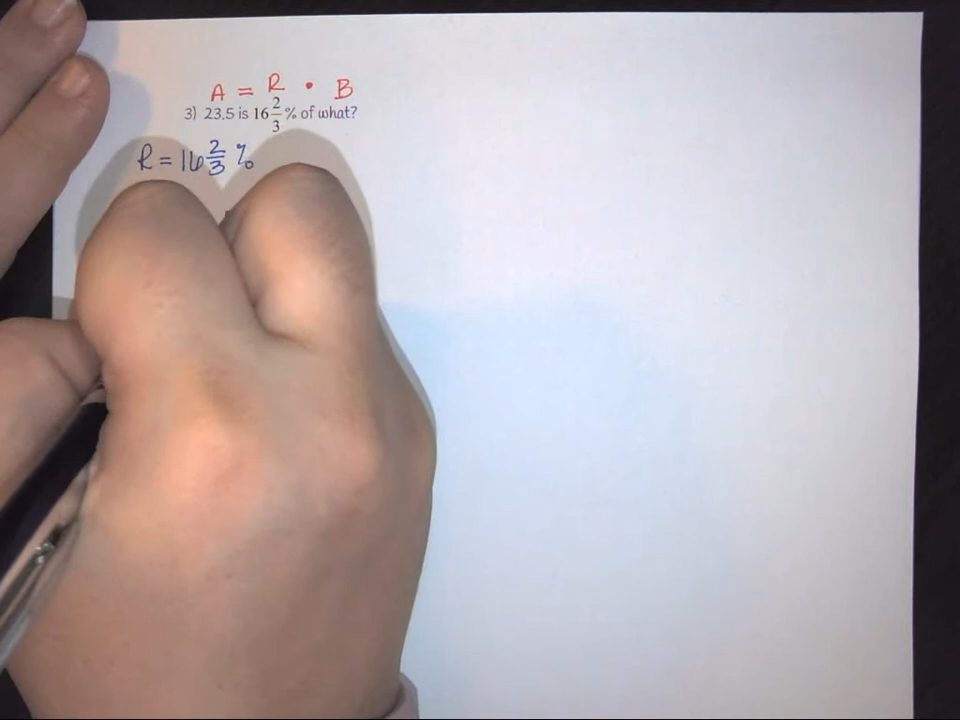 A = R • B
3) 23.5 is 16 2/3 % of what?
R = 16 2/3 %